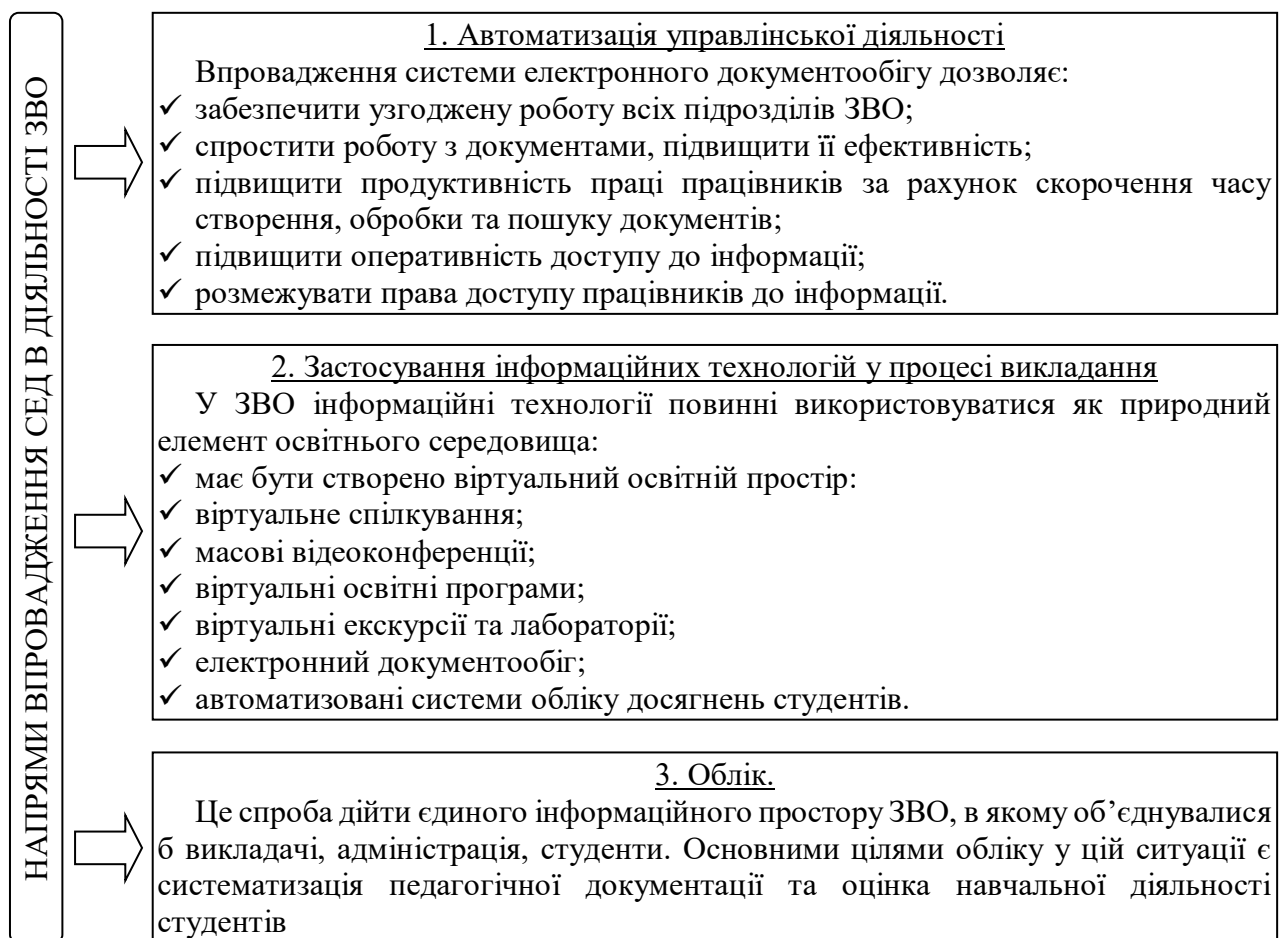 НАПРЯМИ ВПРОВАДЖЕННЯ СЕД В ДІЯЛЬНОСТІ ЗВО
1. Автоматизація управлінської діяльності
Впровадження системи електронного документообігу дозволяє:
✓ забезпечити узгоджену роботу всіх підрозділів ЗВО;
✓ спростити роботу з документами, підвищити її ефективність;
✓ підвищити продуктивність праці працівників за рахунок скорочення часу
створення, обробки та пошуку документів;
✓ підвищити оперативність доступу до інформації;
✓ розмежувати права доступу працівників до інформації.
2. Застосування інформаційних технологій у процесі викладання
У ЗВО інформаційні технології повинні використовуватися як природний
елемент освітнього середовища:
✓ має бути створено віртуальний освітній простір:
✓ віртуальне спілкування;
✓ масові відеоконференції;
✓ віртуальні освітні програми;
✓ віртуальні екскурсії та лабораторії;
✓ електронний документообіг;
✓ автоматизовані системи обліку досягнень студентів.
3. Облік.
Це спроба дійти єдиного інформаційного простору ЗВО, в якому об’єднувалися
б викладачі, адміністрація, студенти. Основними цілями обліку у цій ситуації є
систематизація педагогічної документації та оцінка навчальної діяльності
студентів